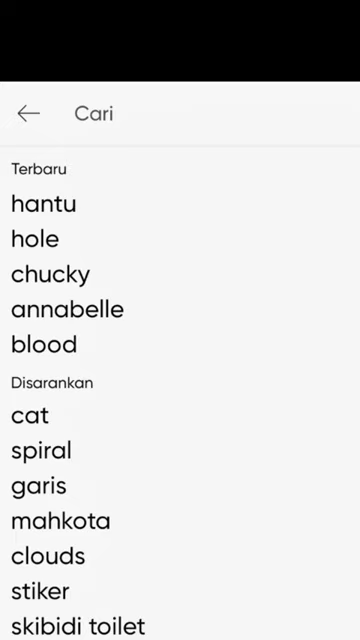 Cari
Terbaru
hantu
hole
chucky
annabelle
blood
Disarankan
cat
spiral
garis
mahkota
clouds
stiker
skibidi toilet